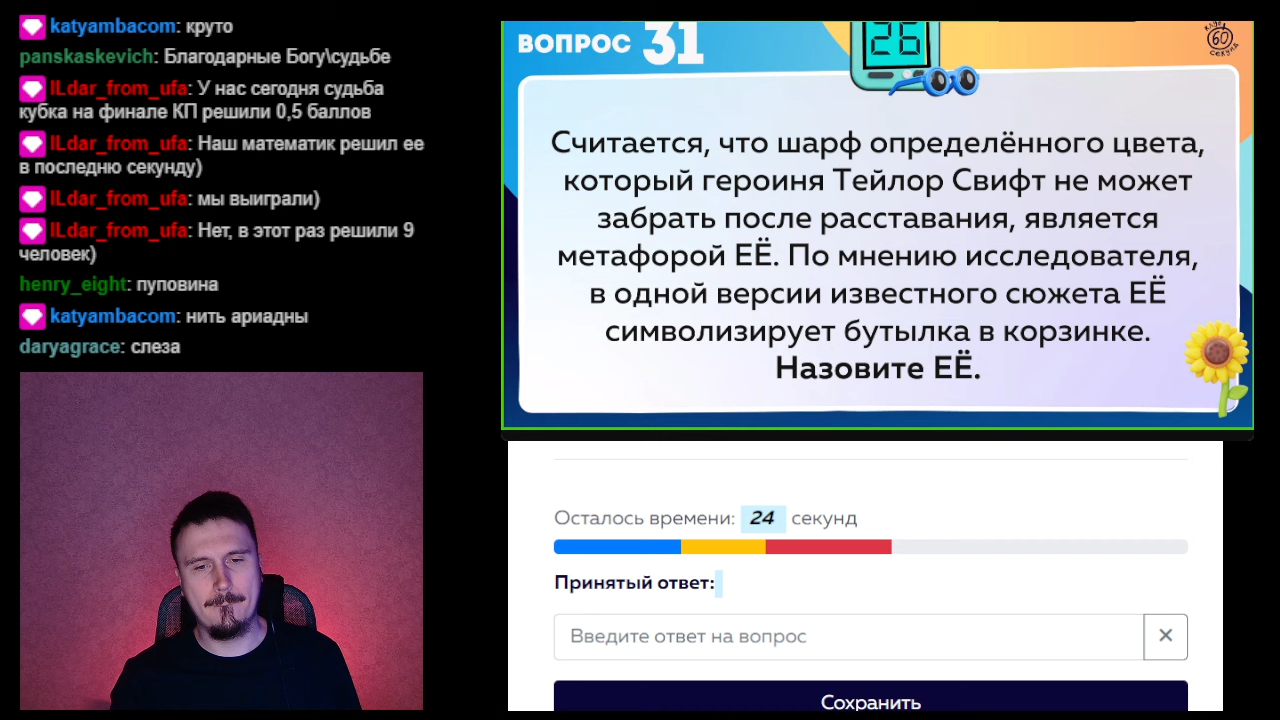 katyambacom: круто
panskaskevich: Благодарные Богу\судьбе
ILdar_from_ufa: У нас сегодня судьба
кубка на финале КП решили 0,5 баллов
ILdar_from_ufa: Наш математик решил ее
в последню секунду)
ILdar_from_ufa: мы выиграли)
ILdar_from_ufa: Нет, в этот раз решили 9
человек)
henry_eight: пуповина
katyambacom: нить ариадны
daryagrace: слеза
ВОПРОС 31
26
КЛУБ
60
СЕКУНД
Считается, что шарф определённого цвета,
который героиня Тейлор Свифт не может
забрать после расставания, является
метафорой ЕЁ. По мнению исследователя,
в одной версии известного сюжета ЕЁ
символизирует бутылка в корзинке.
Назовите ЕЁ.
Осталось времени: 24 секунд
Принятый ответ:
Введите ответ на вопрос
×
Сохранить